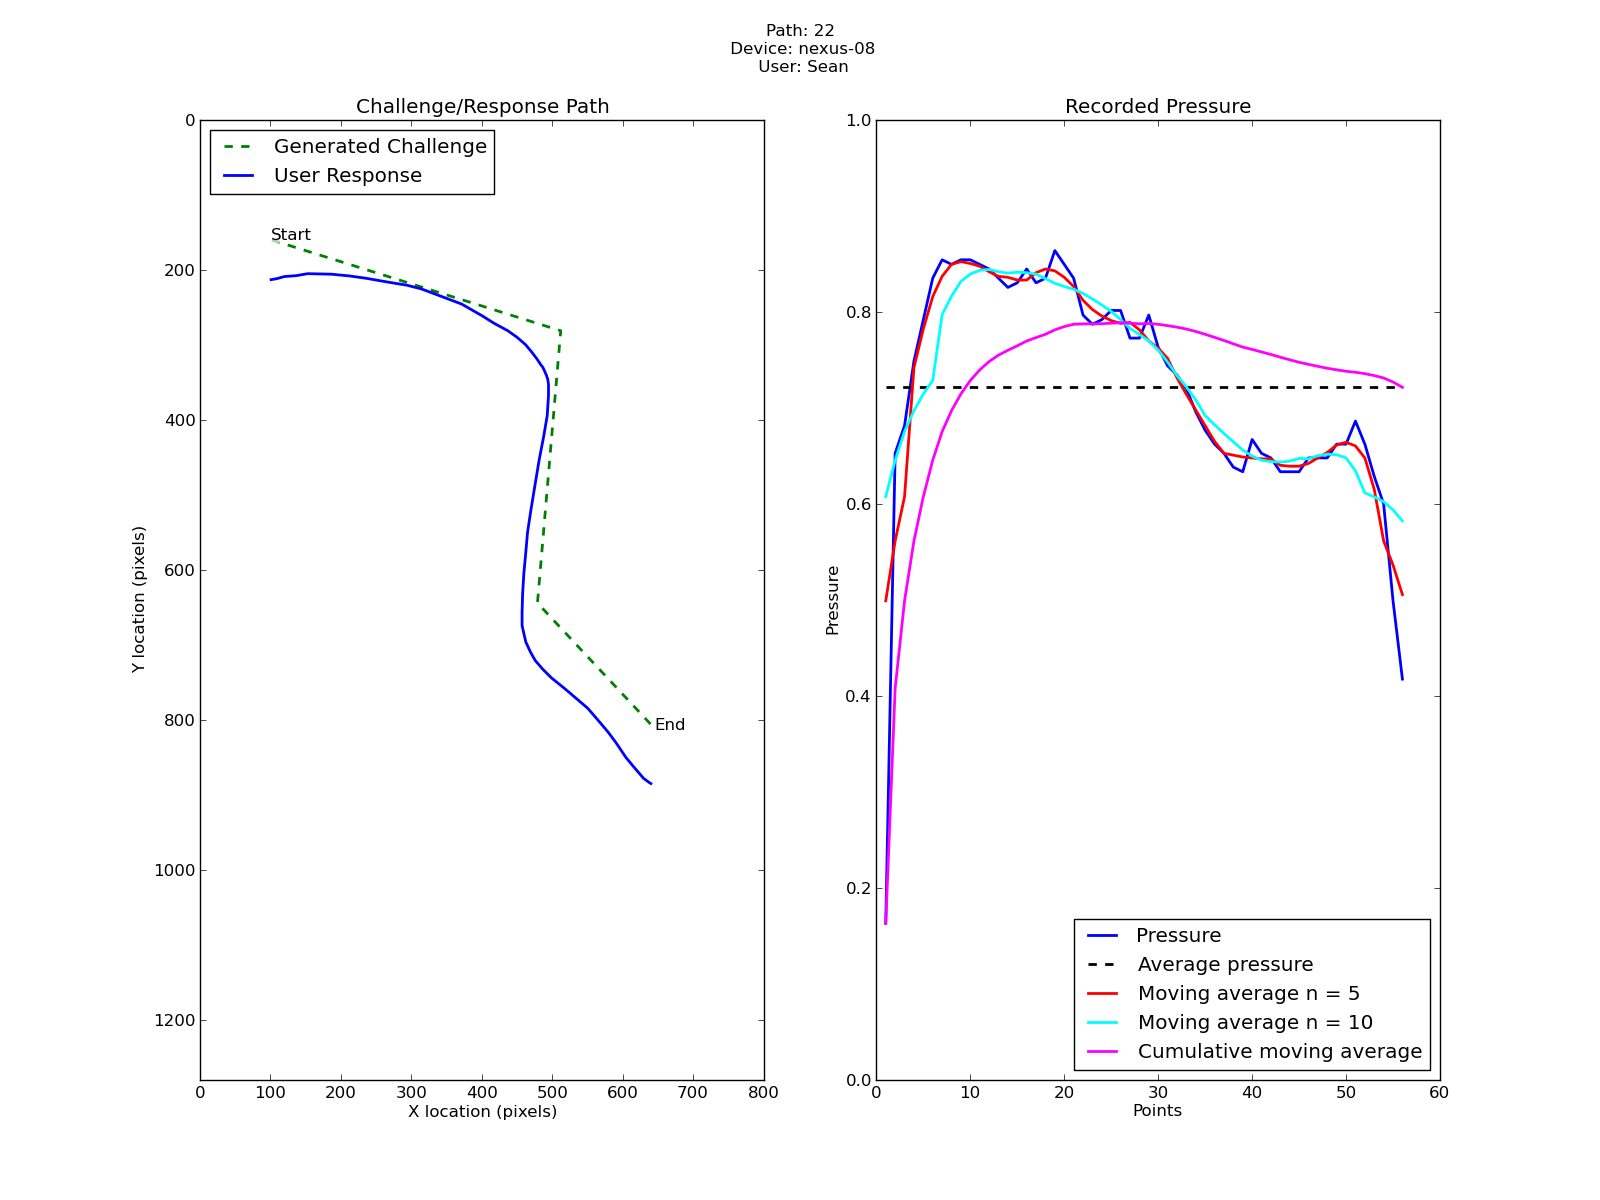 Path: 22
Device: nexus-08
User: Sean
Challenge/Response Path
Generated Challenge
User Response
Start
End
0
200
400
600
800
1000
1200
Y location (pixels)
0 100 200 300 400 500 600 700 800
X location (pixels)
Recorded Pressure
1.0
0.8
0.6
0.4
0.2
0.0
Pressure
Pressure
Average pressure
Moving average n = 5
Moving average n = 10
Cumulative moving average
0 10 20 30 40 50 60
Points